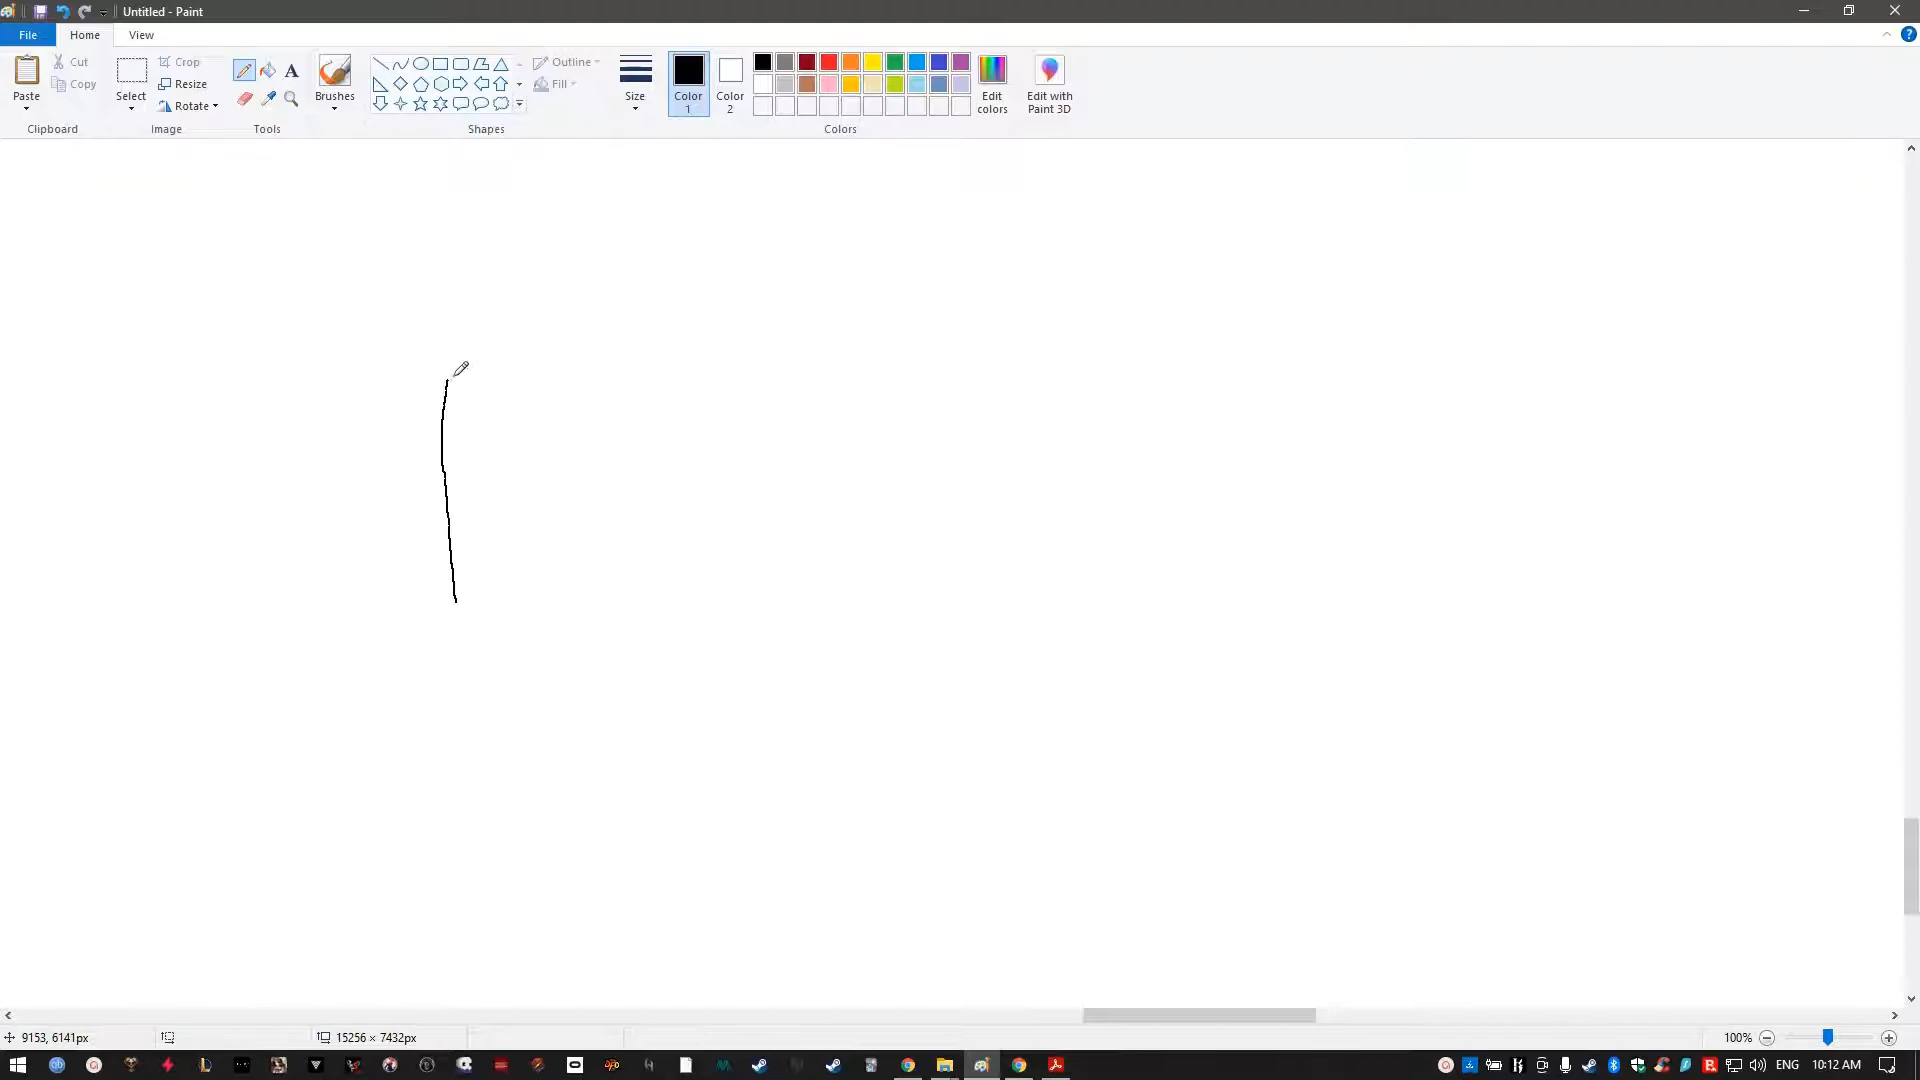 Untitled - Paint
File Home View
Paste
Cut
Copy
Clipboard
Select
Crop
Resize
Rotate
Image
A
Tools
Brushes
Shapes
Outline
Fill
Size
Color 1
Color 2
Colors
Edit colors
Edit with Paint 3D
9153, 6141px
15256 × 7432px
100%
ENG
10:12 AM